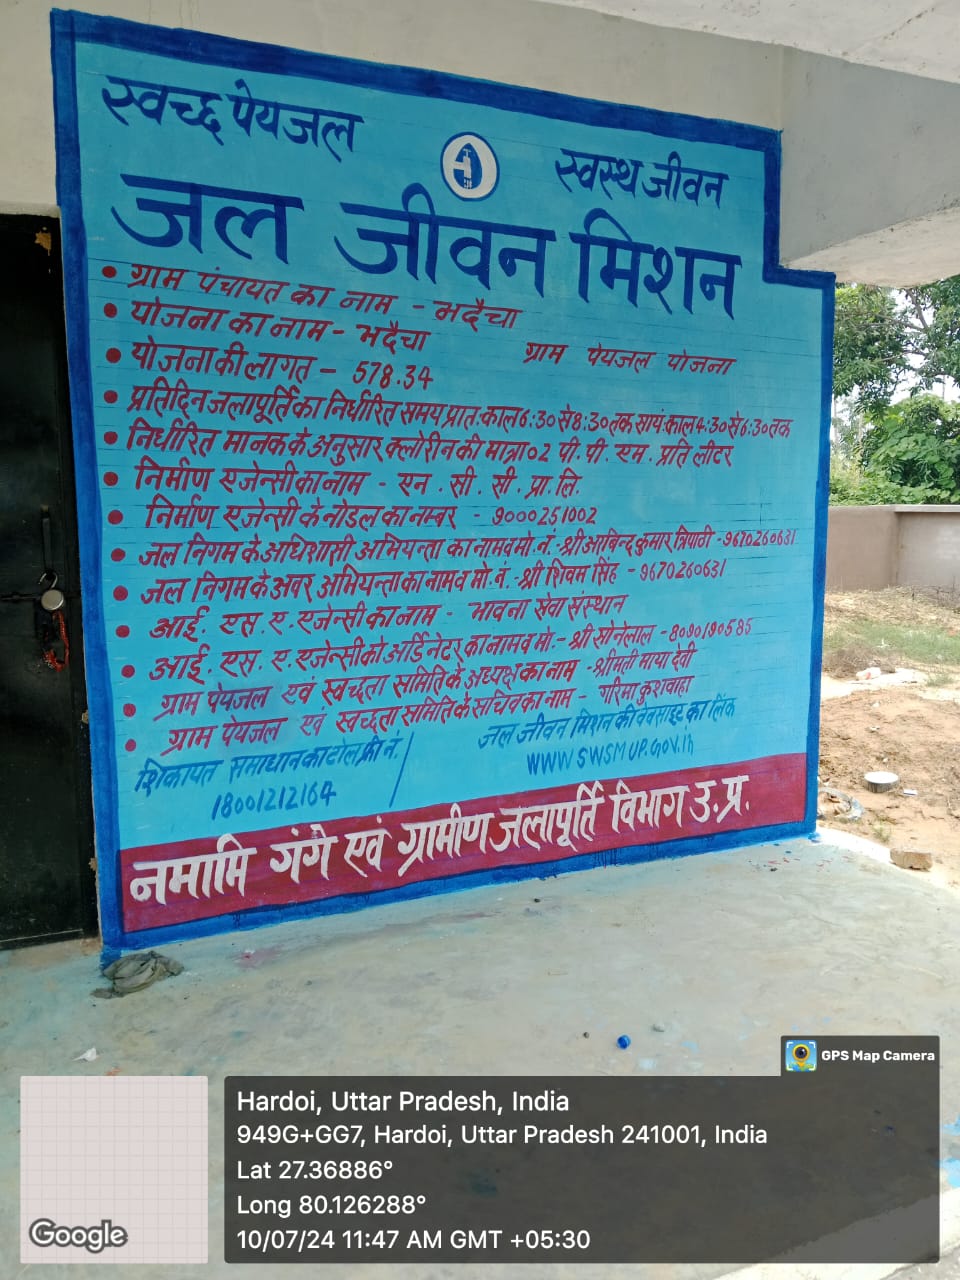 स्वच्छ पेयजल
स्वस्थ जीवन
जल जीवन मिशन
• ग्राम पंचायत का नाम - भदैचा
• योजना का नाम - भदैचा ग्राम पेयजल योजना
• योजना की लागत - 578.34
• प्रतिदिन जलापूर्ति का निर्धारित समय प्रातः काल 6:30 से 8:30 तक सायं काल 4:30 से 6:30 तक
• निर्धारित मानक के अनुसार क्लोरिन की मात्रा 02 पी. पी. एम. प्रति लीटर
• निर्माण एजेन्सी का नाम - एन. सी. सी. प्रा. लि.
• निर्माण एजेन्सी के नोडल का नम्बर - 9000251002
• जल निगम के अधिशासी अभियन्ता का नाम व मो. नं. - श्री आबिन्द कुमार त्रिपाठी - 9670260631
• जल निगम के अवर अभियन्ता का नाम व मो. नं. - श्री शिवम सिंह - 9670260631
• आई. एस. ए. एजेन्सी का नाम - भावना सेवा संस्थान
• आई. एस. ए. एजेन्सी को आर्डिनेटर का नाम व मो. - श्री सोनेलाल - 8090190585
• ग्राम पेयजल एवं स्वच्छता समिति के अध्यक्ष का नाम - श्रीमती माया देवी
• ग्राम पेयजल एवं स्वच्छता समिति के सचिव का नाम - गरिमा कुशवाहा
शिकायत समाधान का टोल फ्री नं.
18001212164
जल जीवन मिशन की वेबसाइट का लिंक
WWW SWSM UP.GOV.In
नमामि गंगे एवं ग्रामीण जलापूर्ति विभाग उ.प्र.
GPS Map Camera
Hardoi, Uttar Pradesh, India
949G+GG7, Hardoi, Uttar Pradesh 241001, India
Lat 27.36886°
Long 80.126288°
10/07/24 11:47 AM GMT +05:30
Google